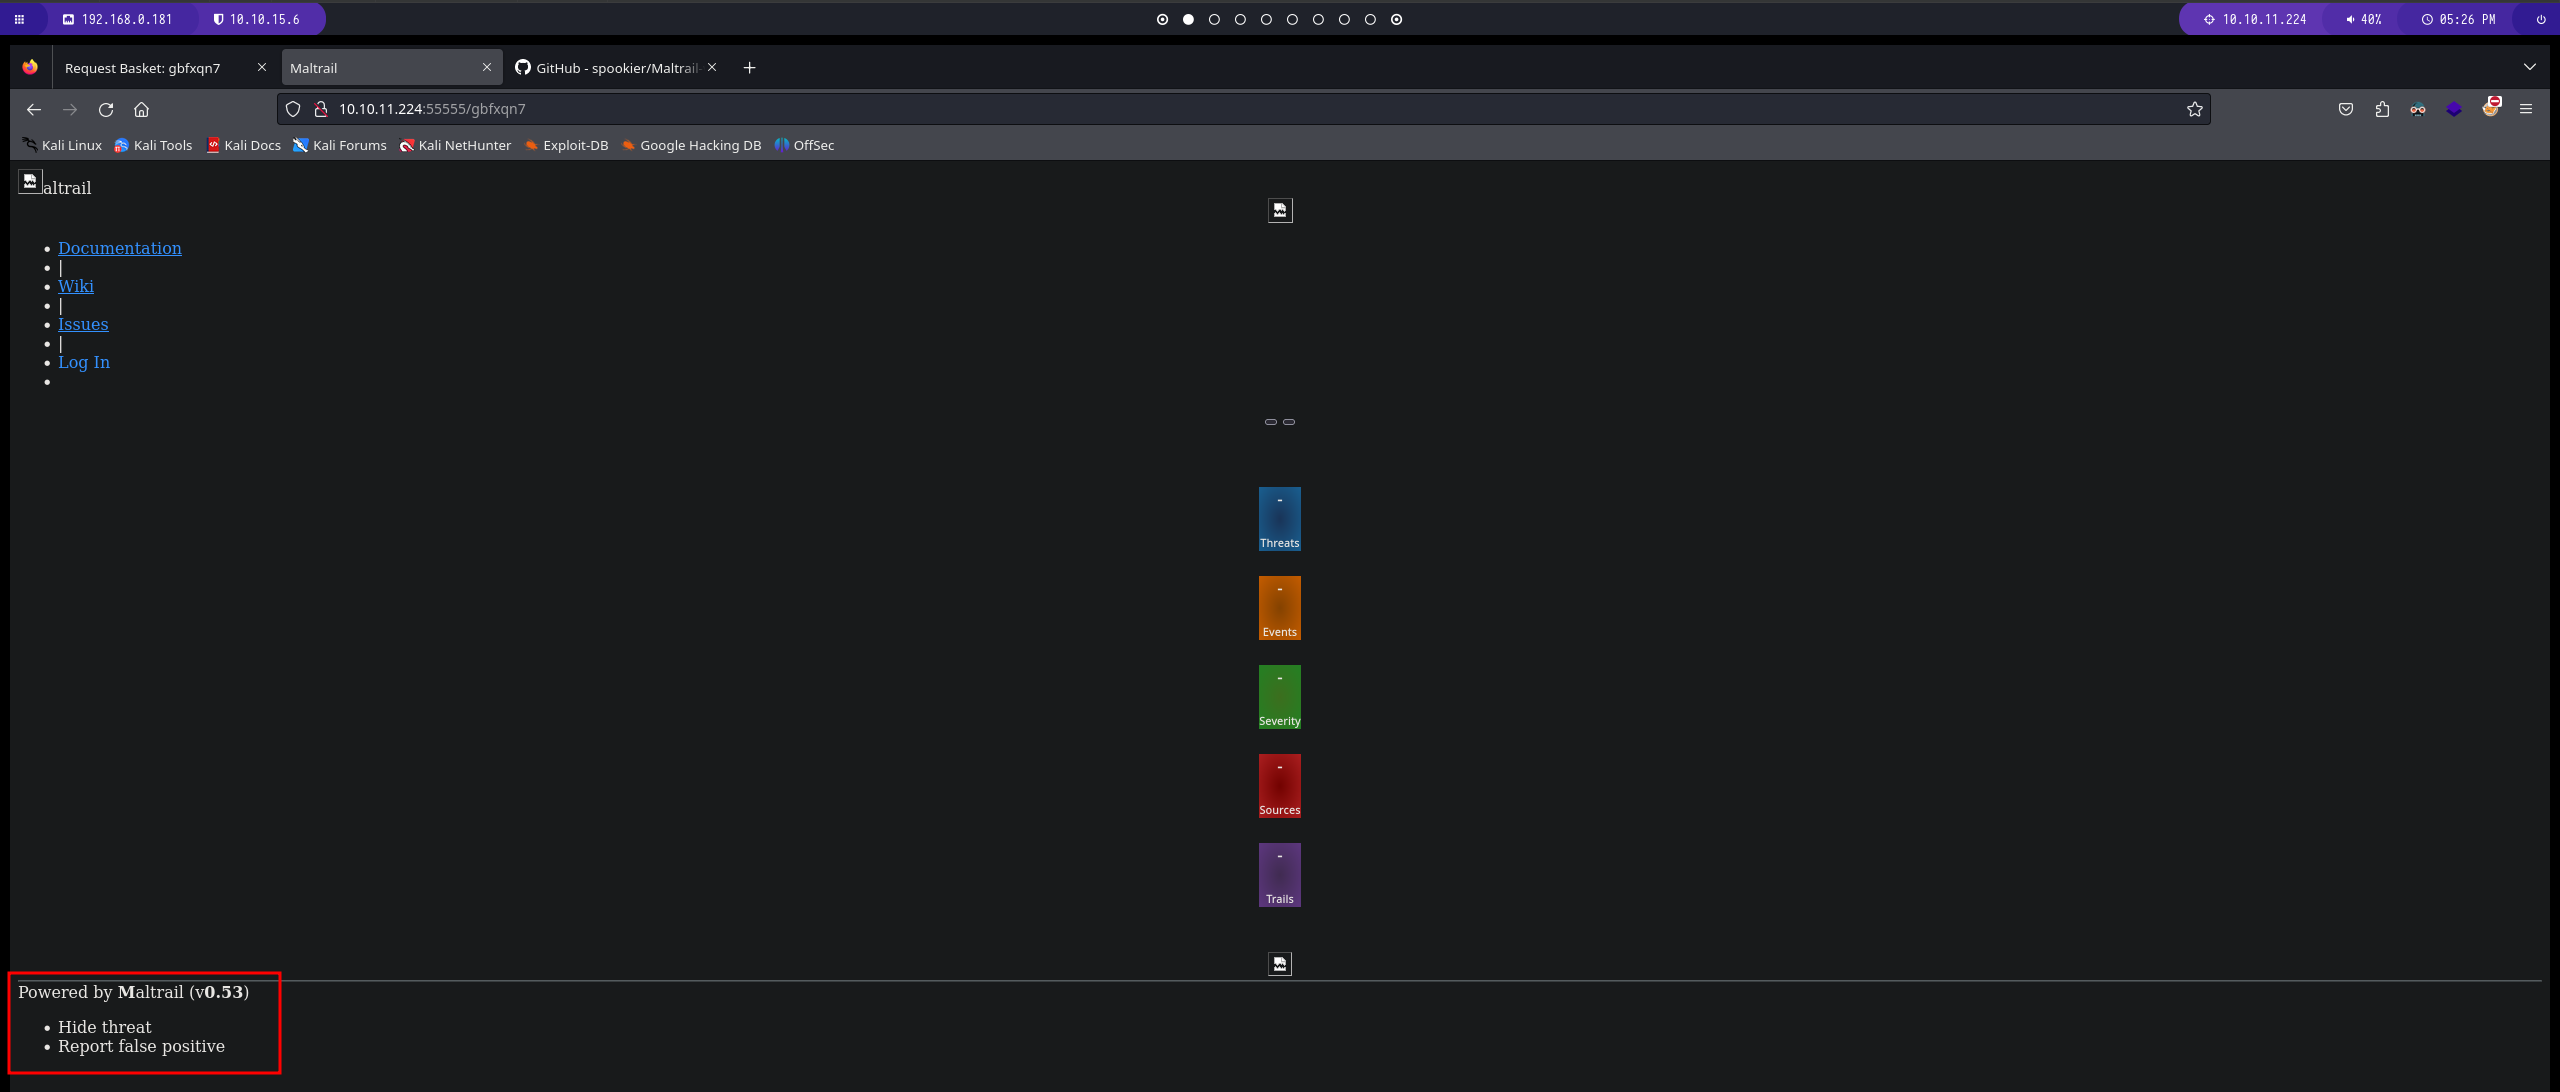 192.168.0.181 10.10.15.6 10.10.11.224 40% 05:26 PM
Request Basket: gbfxqn7 Maltrail GitHub - spookier/Maltrail-
10.10.11.224:55555/gbfxqn7
Kali Linux Kali Tools Kali Docs Kali Forums Kali NetHunter Exploit-DB Google Hacking DB OffSec
altrail
Documentation
|
Wiki
|
Issues
|
Log In
-
Threats
-
Events
-
Severity
-
Sources
-
Trails
Powered by Maltrail (v0.53)
Hide threat
Report false positive